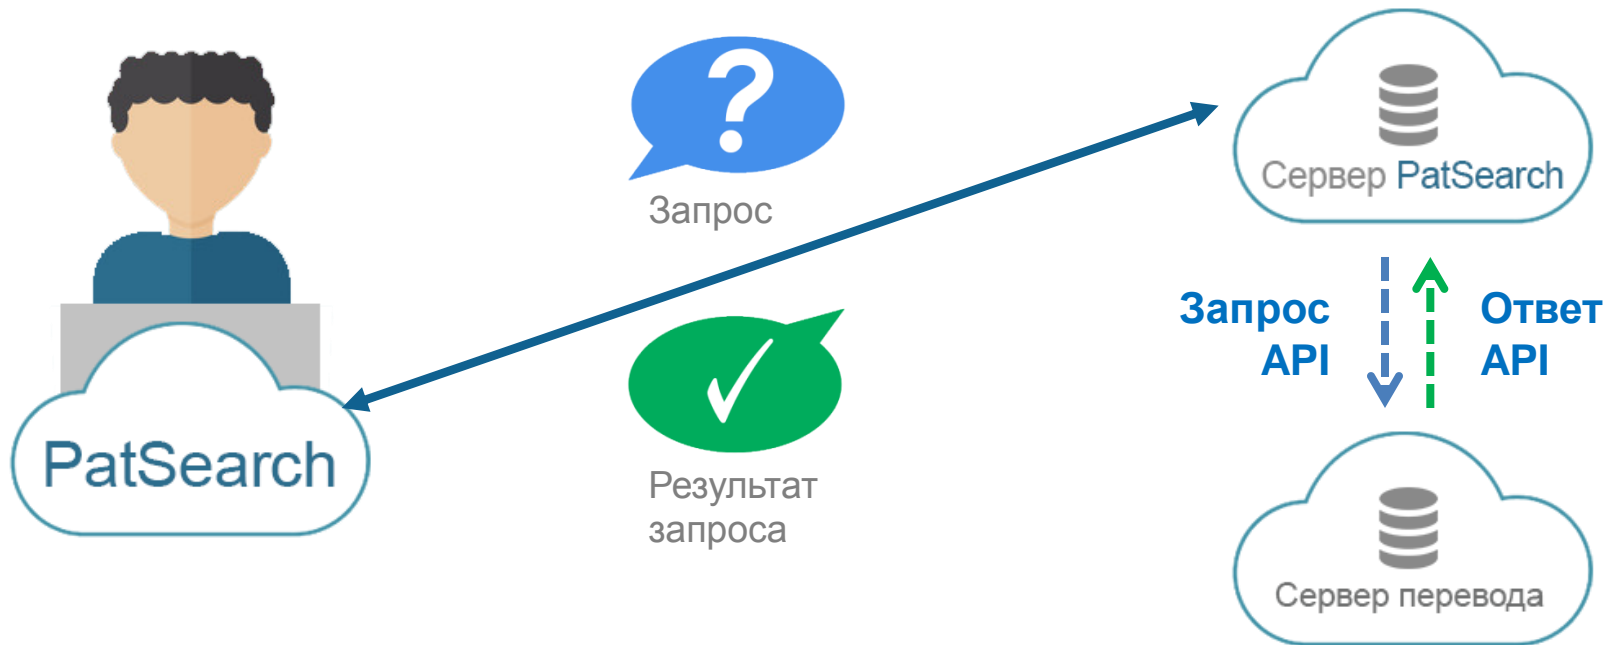 Запрос
Сервер PatSearch
Запрос
API
Ответ
API
PatSearch
Результат
запроса
Сервер перевода